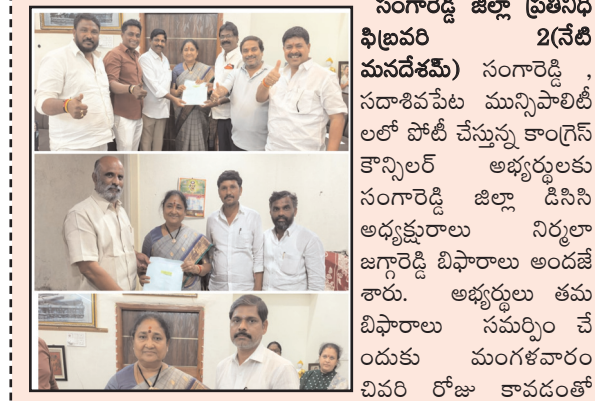 సంగారెడ్డి జిల్లా ప్రతినిధి
ఫిబ్రవరి 2(నేటి
మనదేశమ్) సంగారెడ్డి ,
సదాశివపేట మున్సిపాలిటీ
లలో పోటీ చేస్తున్న కాంగ్రెస్
కౌన్సిలర్ అభ్యర్థులకు
సంగారెడ్డి జిల్లా డిసిసి
అధ్యక్షురాలు నిర్మలా
జగ్గారెడ్డి బిఫారాలు అందజే
శారు. అభ్యర్థులు తమ
బిఫారాలు సమర్పిం చే
ందుకు మంగళవారం
చివరి రోజు కావడంతో